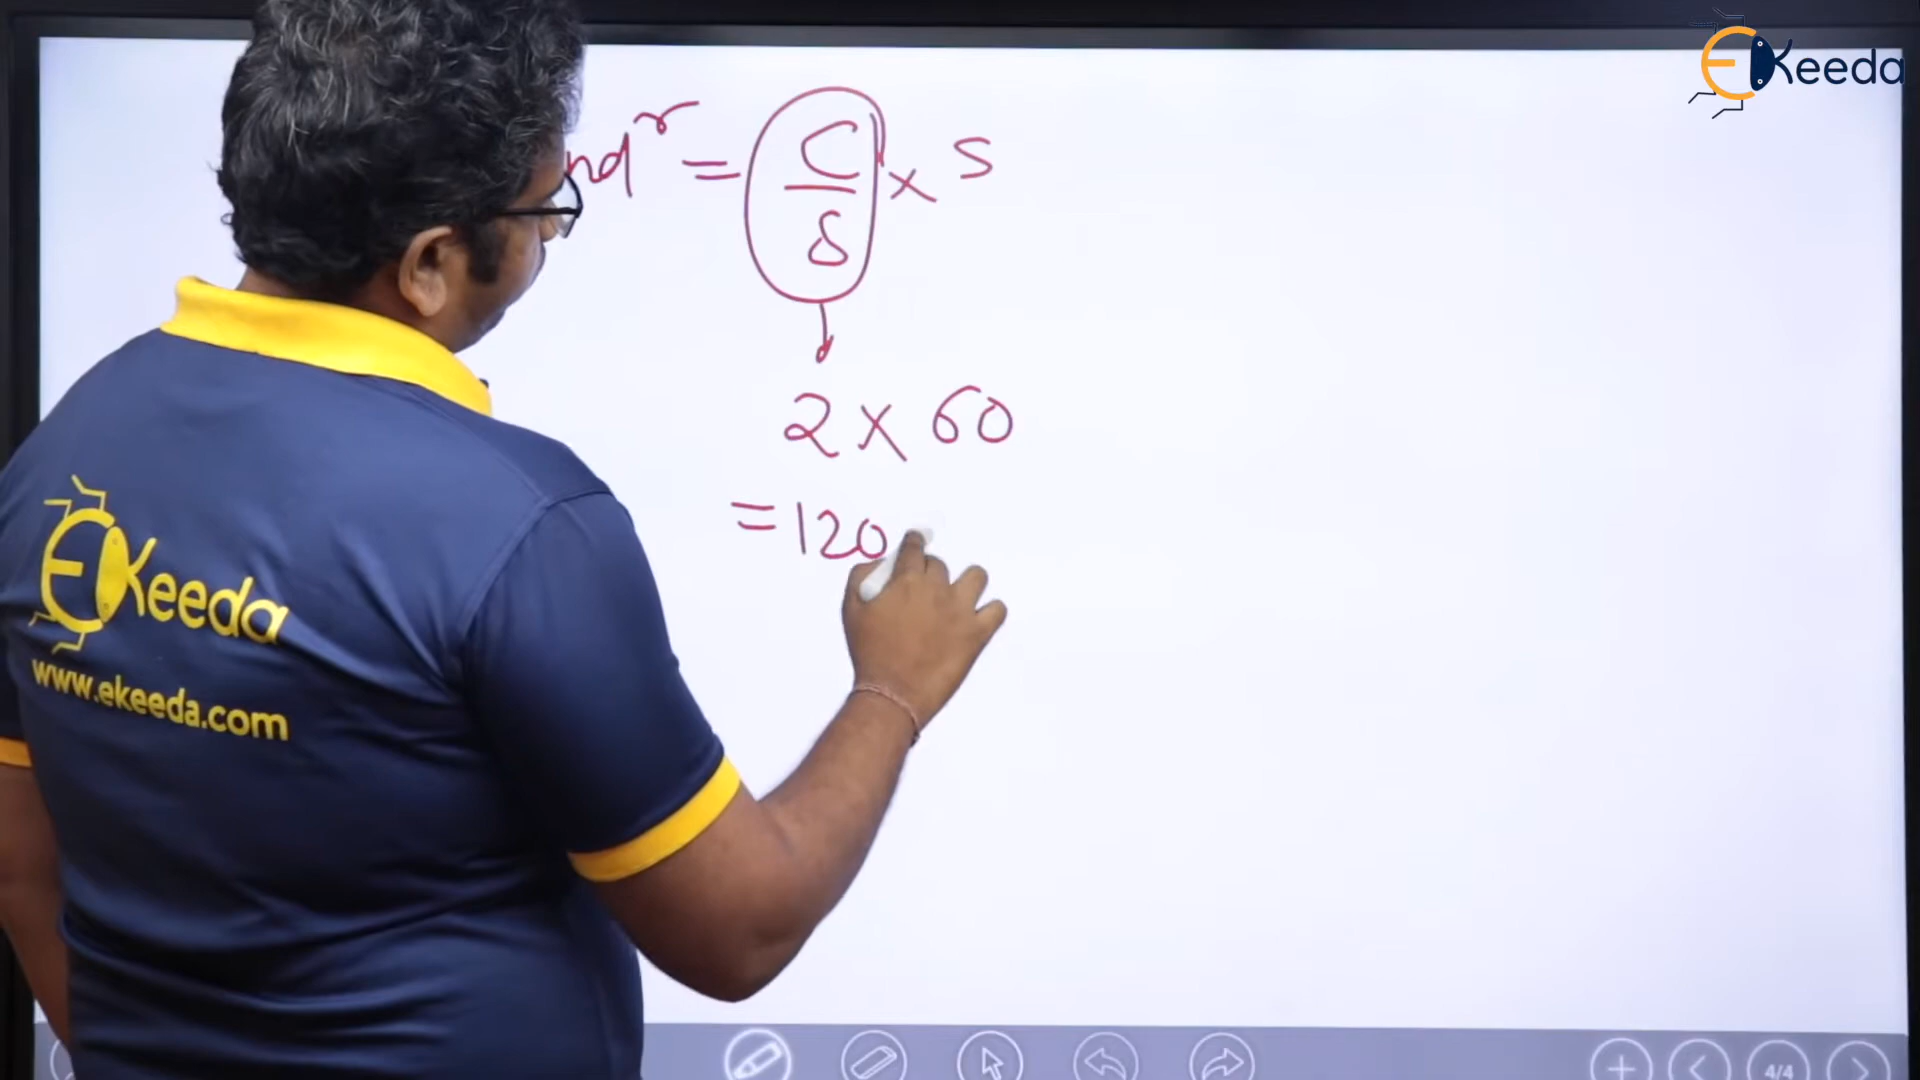 EKeeda
nd^r = C/δ × S
2 × 60
= 120
EKeeda
www.ekeeda.com
4/4